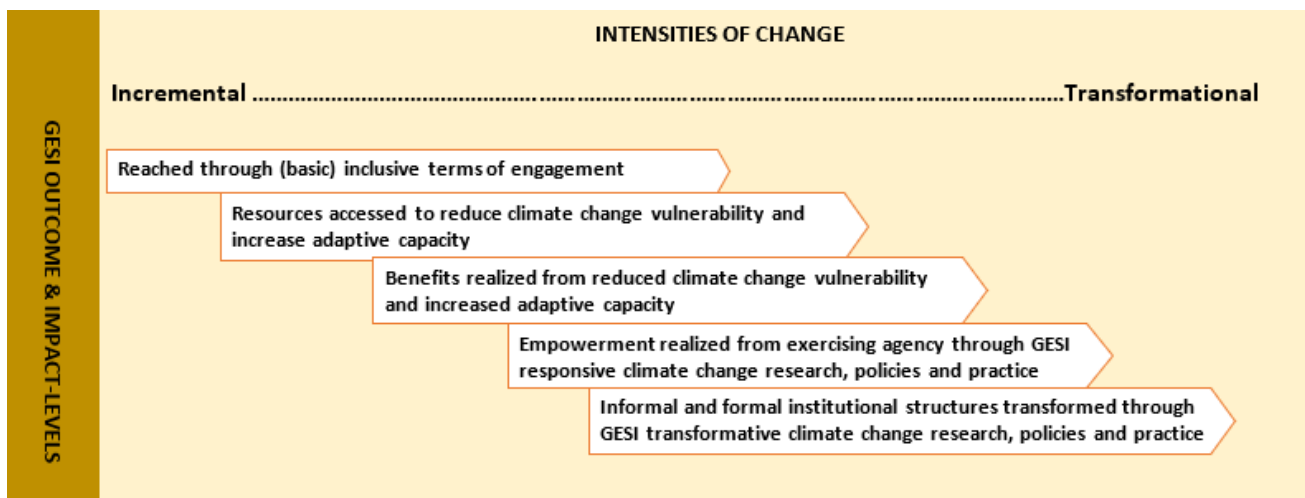 INTENSITIES OF CHANGE
Incremental ........................................................................................................................................Transformational
GESI OUTCOME & IMPACT-LEVELS
Reached through (basic) inclusive terms of engagement
Resources accessed to reduce climate change vulnerability and
increase adaptive capacity
Benefits realized from reduced climate change vulnerability
and increased adaptive capacity
Empowerment realized from exercising agency through GESI
responsive climate change research, policies and practice
Informal and formal institutional structures transformed through
GESI transformative climate change research, policies and practice